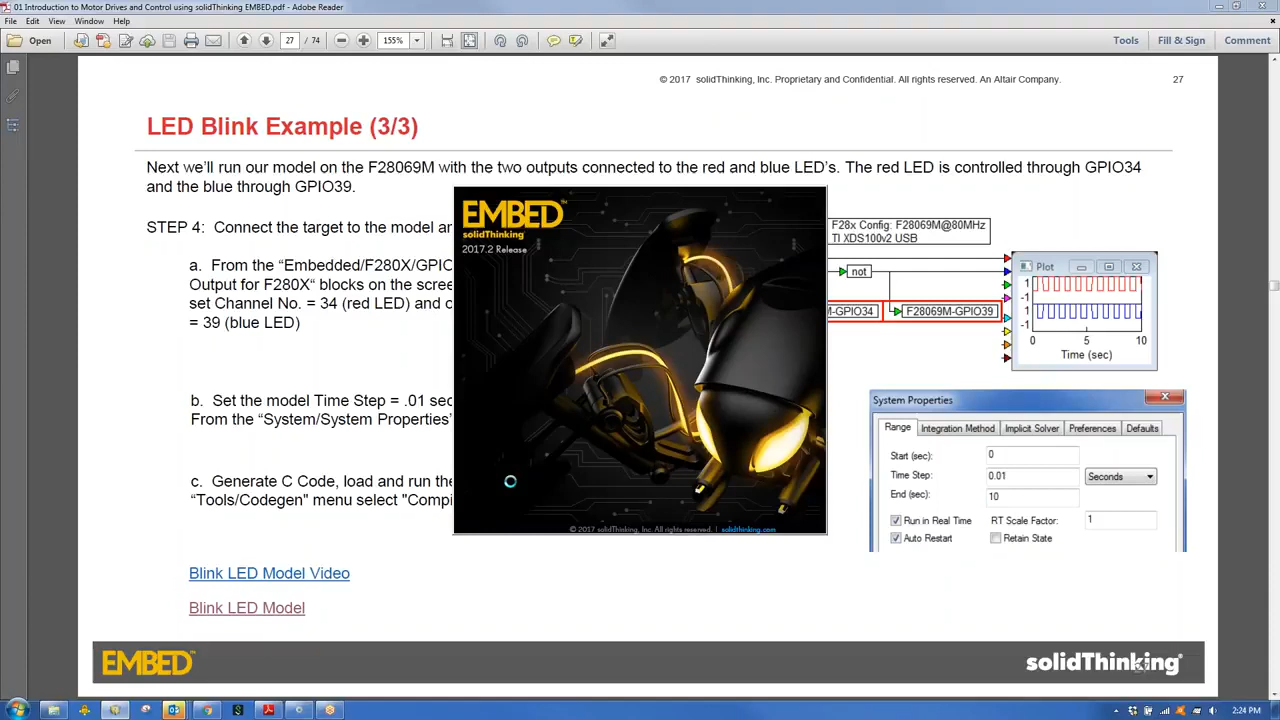 01 Introduction to Motor Drives and Control using solidThinking EMBED.pdf - Adobe Reader
File Edit View Window Help
Open 27 / 74 155% Tools Fill & Sign Comment
© 2017 solidThinking, Inc. Proprietary and Confidential. All rights reserved. An Altair Company. 27
LED Blink Example (3/3)
Next we'll run our model on the F28069M with the two outputs connected to the red and blue LED's. The red LED is controlled through GPIO34
and the blue through GPIO39.
STEP 4: Connect the target to the model ar
a. From the “Embedded/F280X/GPIO
Output for F280X“ blocks on the scree
set Channel No. = 34 (red LED) and c
= 39 (blue LED)
b. Set the model Time Step = .01 sec
From the “System/System Properties”
c. Generate C Code, load and run the
“Tools/Codegen” menu select "Compi
Blink LED Model Video
Blink LED Model
EMBED
solidThinking
2017.2 Release
© 2017 solidThinking, Inc. All rights reserved. | solidthinking.com
F28x Config: F28069M@80MHz
TI XDS100v2 USB
not
M-GPIO34 F28069M-GPIO39
Plot
1
-1
1
-1
0 5 10
Time (sec)
System Properties
Range Integration Method Implicit Solver Preferences Defaults
Start (sec): 0
Time Step: 0.01 Seconds
End (sec): 10
Run in Real Time RT Scale Factor: 1
Auto Restart Retain State
EMBED solidThinking®
2:24 PM